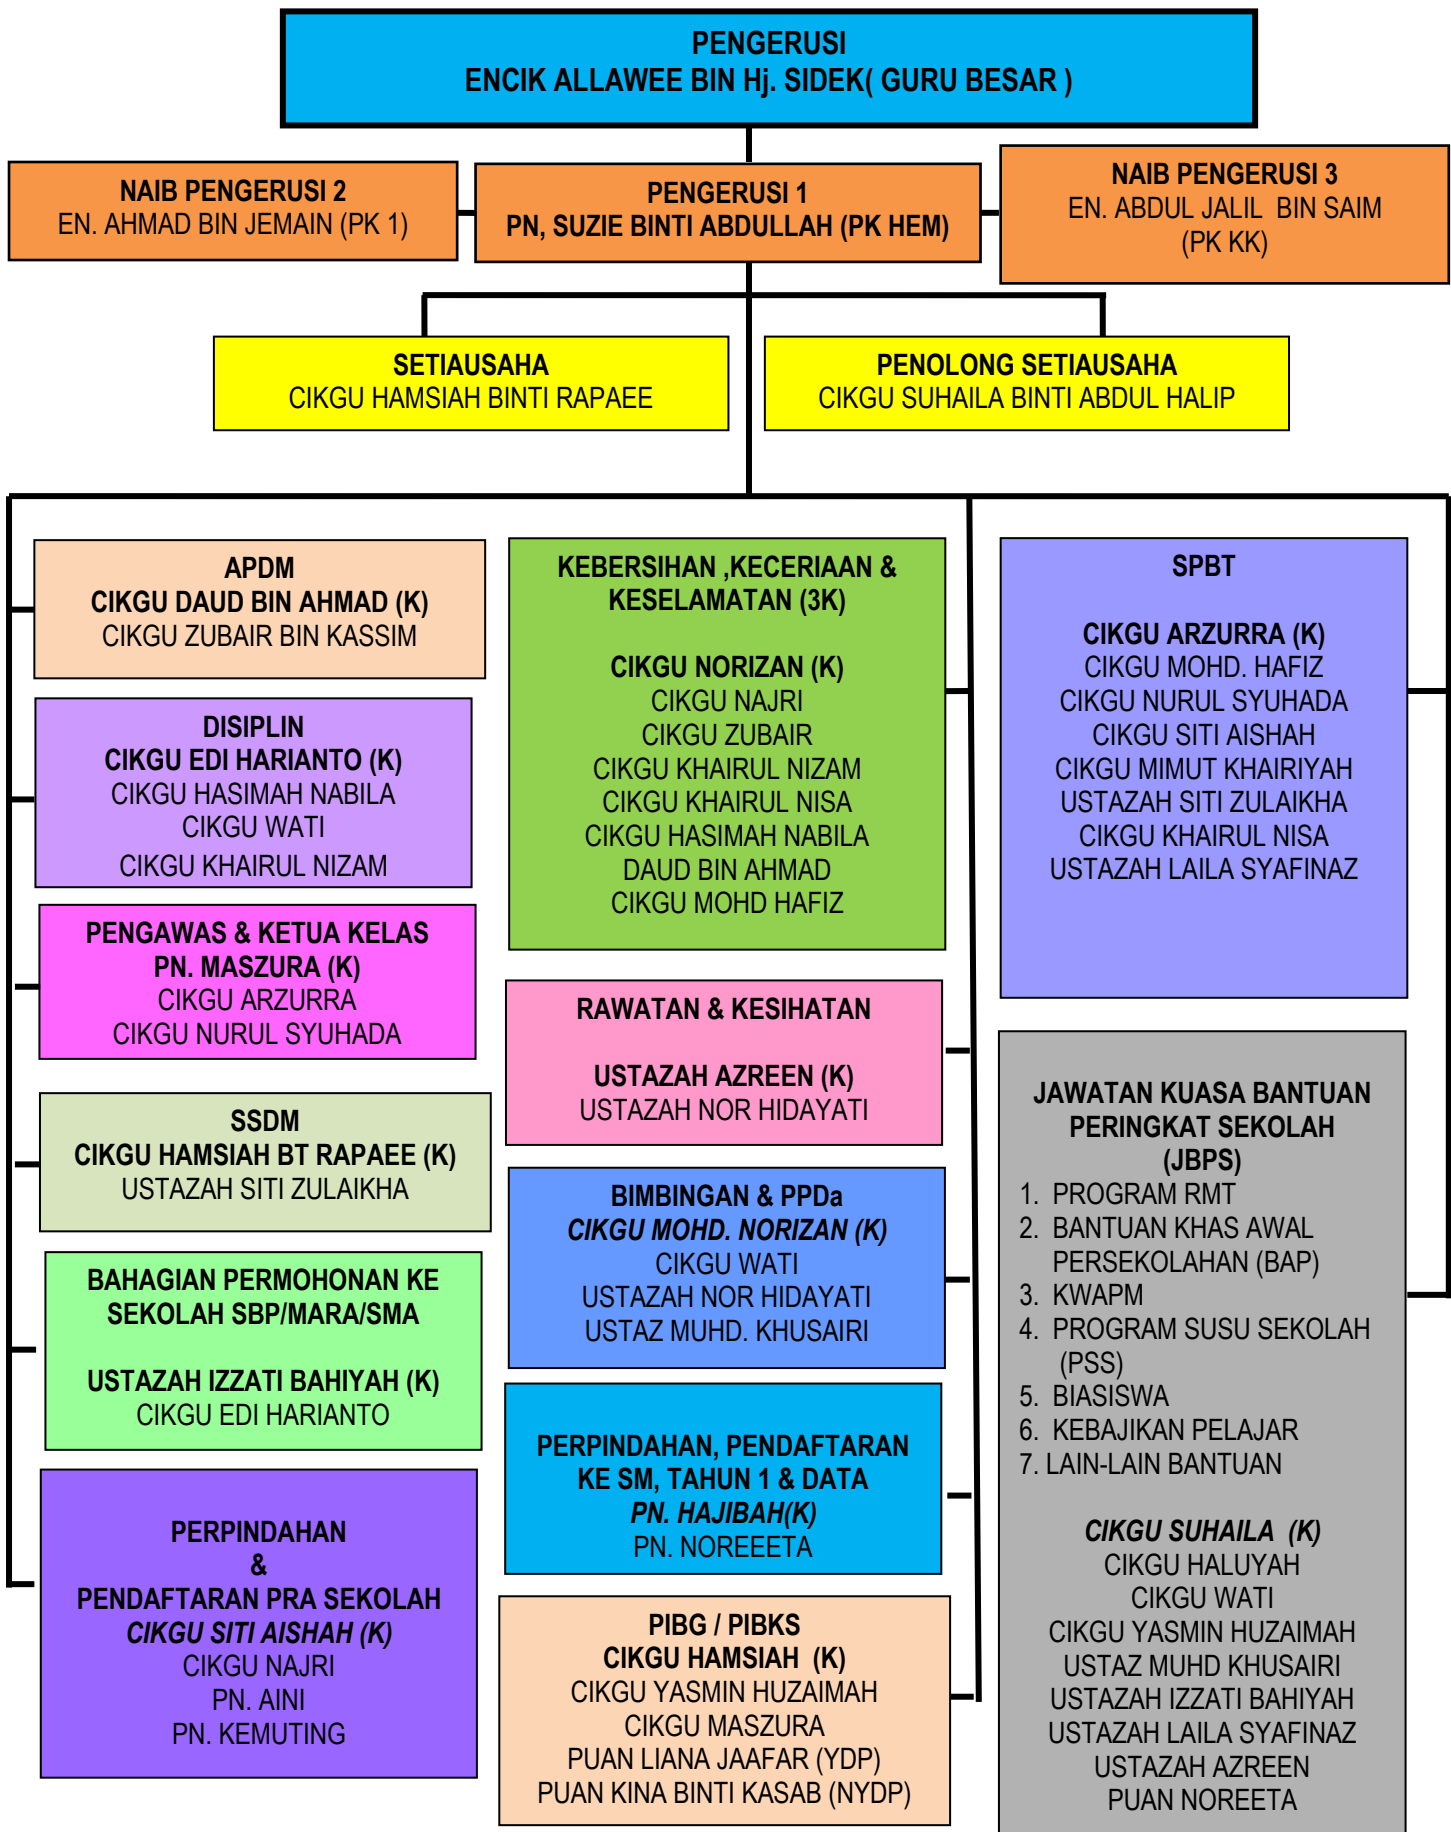 PENGERUSI
ENCIK ALLAWEE BIN Hj. SIDEK( GURU BESAR )
NAIB PENGERUSI 2
EN. AHMAD BIN JEMAIN (PK 1)
PENGERUSI 1
PN, SUZIE BINTI ABDULLAH (PK HEM)
NAIB PENGERUSI 3
EN. ABDUL JALIL BIN SAIM
(PK KK)
SETIAUSAHA
CIKGU HAMSIAH BINTI RAPAEE
PENOLONG SETIAUSAHA
CIKGU SUHAILA BINTI ABDUL HALIP
APDM
CIKGU DAUD BIN AHMAD (K)
CIKGU ZUBAIR BIN KASSIM
DISIPLIN
CIKGU EDI HARIANTO (K)
CIKGU HASIMAH NABILA
CIKGU WATI
CIKGU KHAIRUL NIZAM
PENGAWAS & KETUA KELAS
PN. MASZURA (K)
CIKGU ARZURRA
CIKGU NURUL SYUHADA
SSDM
CIKGU HAMSIAH BT RAPAEE (K)
USTAZAH SITI ZULAIKHA
BAHAGIAN PERMOHONAN KE
SEKOLAH SBP/MARA/SMA
USTAZAH IZZATI BAHIYAH (K)
CIKGU EDI HARIANTO
PERPINDAHAN
&
PENDAFTARAN PRA SEKOLAH
CIKGU SITI AISHAH (K)
CIKGU NAJRI
PN. AINI
PN. KEMUTING
KEBERSIHAN ,KECERIAAN &
KESELAMATAN (3K)
CIKGU NORIZAN (K)
CIKGU NAJRI
CIKGU ZUBAIR
CIKGU KHAIRUL NIZAM
CIKGU KHAIRUL NISA
CIKGU HASIMAH NABILA
DAUD BIN AHMAD
CIKGU MOHD HAFIZ
RAWATAN & KESIHATAN
USTAZAH AZREEN (K)
USTAZAH NOR HIDAYATI
BIMBINGAN & PPDa
CIKGU MOHD. NORIZAN (K)
CIKGU WATI
USTAZAH NOR HIDAYATI
USTAZ MUHD. KHUSAIRI
PERPINDAHAN, PENDAFTARAN
KE SM, TAHUN 1 & DATA
PN. HAJIBAH(K)
PN. NOREEETA
PIBG / PIBKS
CIKGU HAMSIAH (K)
CIKGU YASMIN HUZAIMAH
CIKGU MASZURA
PUAN LIANA JAAFAR (YDP)
PUAN KINA BINTI KASAB (NYDP)
SPBT
CIKGU ARZURRA (K)
CIKGU MOHD. HAFIZ
CIKGU NURUL SYUHADA
CIKGU SITI AISHAH
CIKGU MIMUT KHAIRIYAH
USTAZAH SITI ZULAIKHA
CIKGU KHAIRUL NISA
USTAZAH LAILA SYAFINAZ
JAWATAN KUASA BANTUAN
PERINGKAT SEKOLAH
(JBPS)
1. PROGRAM RMT
2. BANTUAN KHAS AWAL
PERSEKOLAHAN (BAP)
3. KWAPM
4. PROGRAM SUSU SEKOLAH
(PSS)
5. BIASISWA
6. KEBAJIKAN PELAJAR
7. LAIN-LAIN BANTUAN
CIKGU SUHAILA (K)
CIKGU HALUYAH
CIKGU WATI
CIKGU YASMIN HUZAIMAH
USTAZ MUHD KHUSAIRI
USTAZAH IZZATI BAHIYAH
USTAZAH LAILA SYAFINAZ
USTAZAH AZREEN
PUAN NOREETA